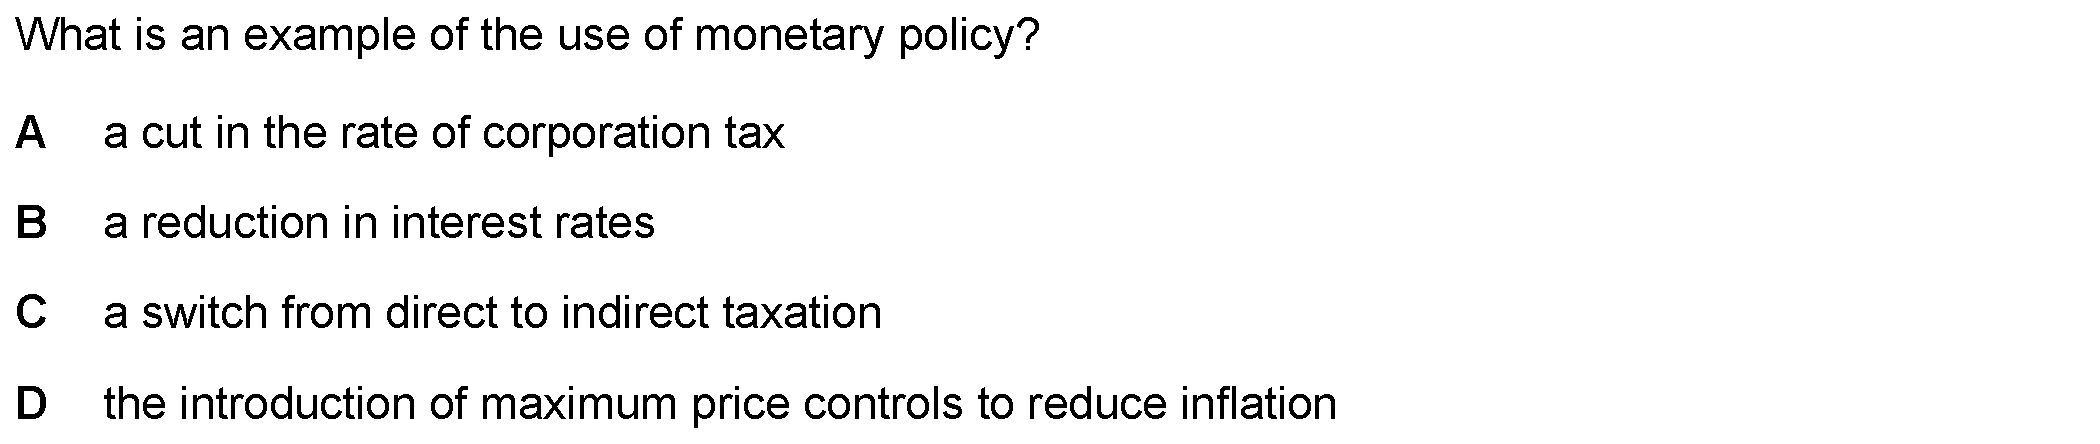 What is an example of the use of monetary policy?
A a cut in the rate of corporation tax
B a reduction in interest rates
C a switch from direct to indirect taxation
D the introduction of maximum price controls to reduce inflation